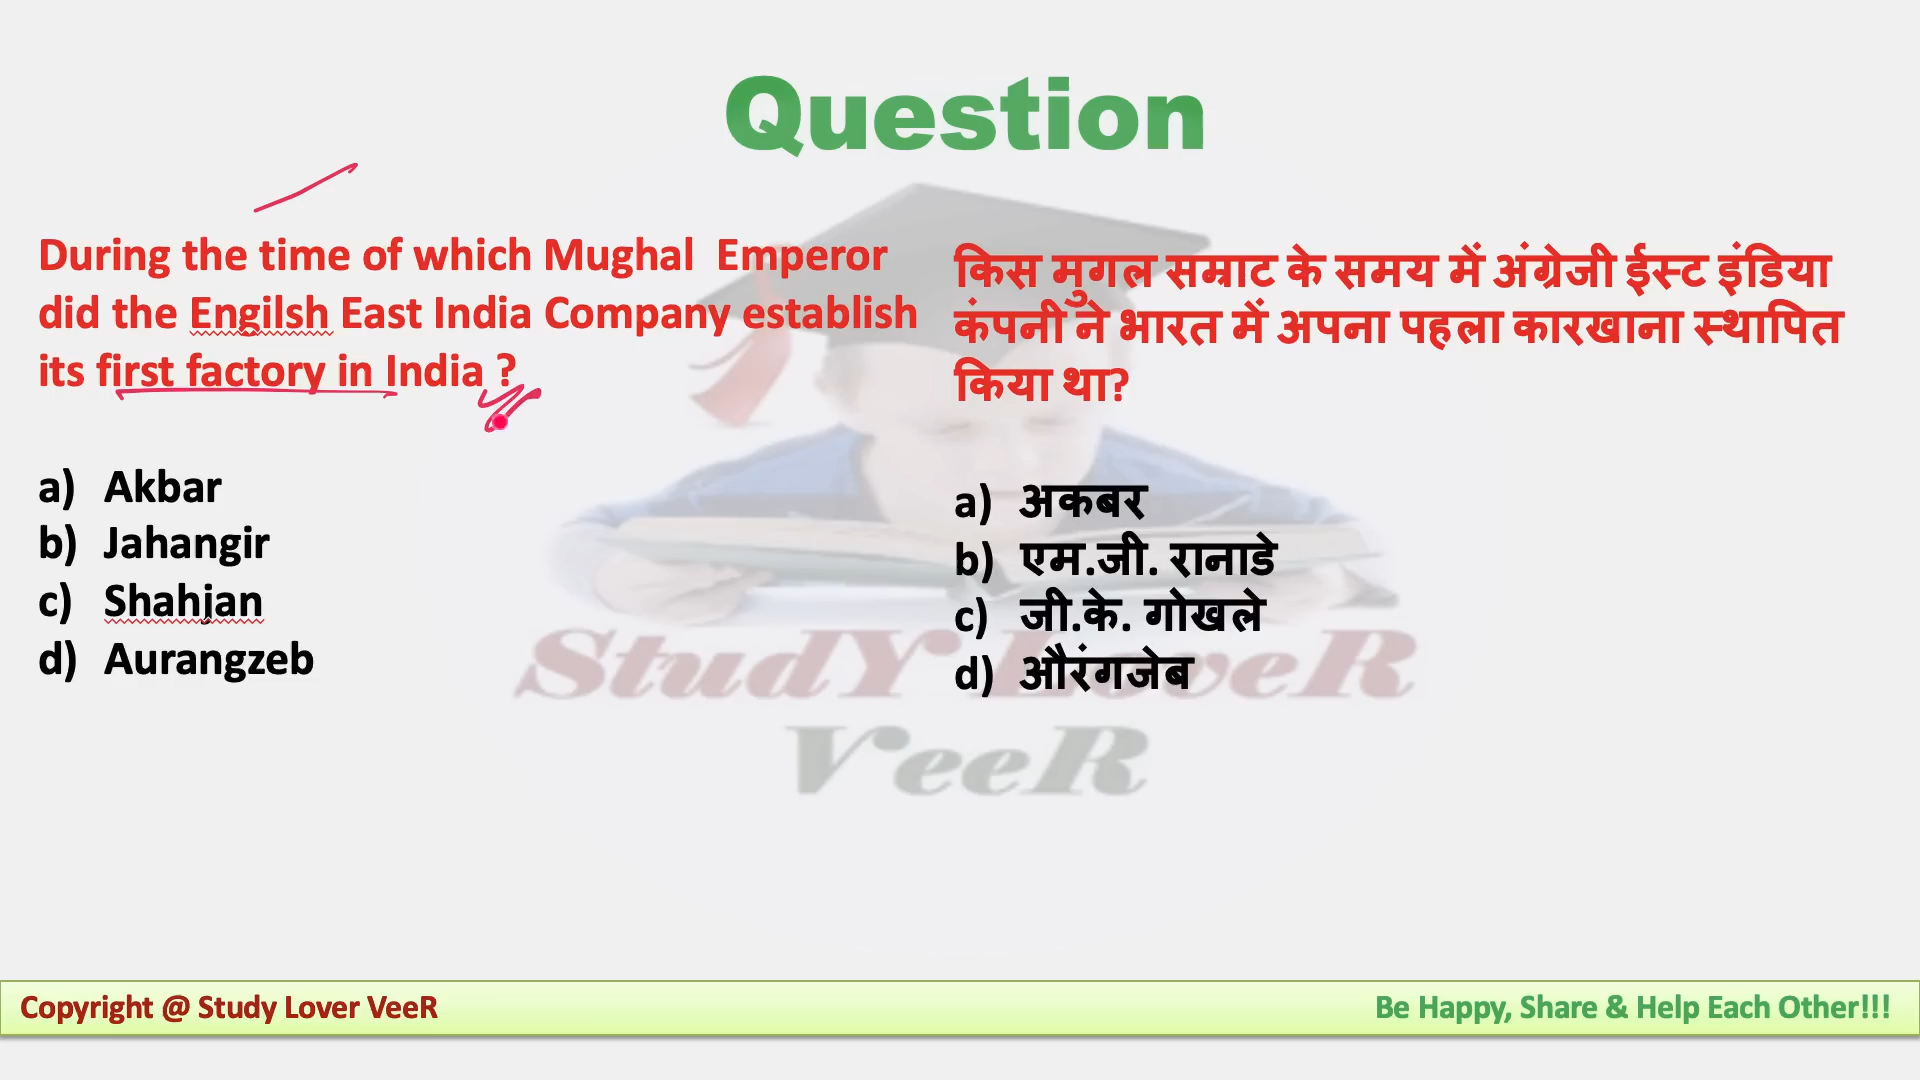 Question
During the time of which Mughal Emperor
did the Engilsh East India Company establish
its first factory in India ?
a) Akbar
b) Jahangir
c) Shahjan
d) Aurangzeb
किस मुगल सम्राट के समय में अंग्रेजी ईस्ट इंडिया
कंपनी ने भारत में अपना पहला कारखाना स्थापित
किया था?
a) अकबर
b) एम.जी. रानाडे
c) जी.के. गोखले
d) औरंगजेब
StudY LoveR
VeeR
Copyright @ Study Lover VeeR
Be Happy, Share & Help Each Other!!!